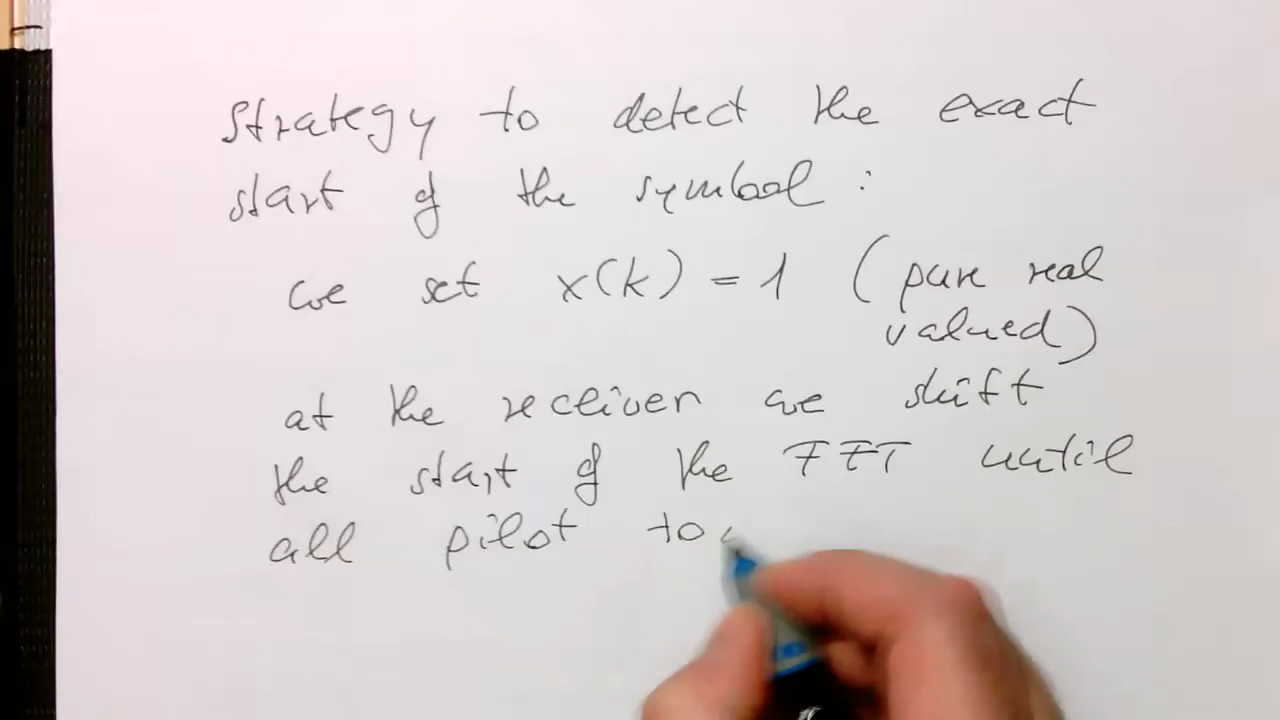 Strategy to detect the exact
start of the symbol :
we set x(k) = 1 (pure real
valued)
at the receiver we shift
the start of the FFT until
all pilot to